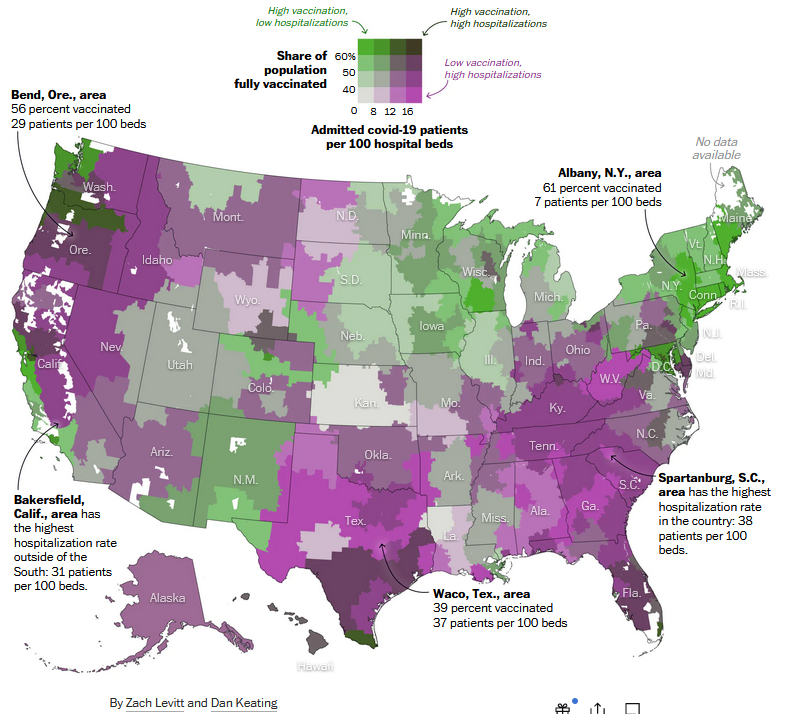 High vaccination,
low hospitalizations
High vaccination,
high hospitalizations
Share of
population
fully vaccinated
60%
50
40
0 8 12 16
Low vaccination,
high hospitalizations
Admitted covid-19 patients
per 100 hospital beds
Bend, Ore., area
56 percent vaccinated
29 patients per 100 beds
No data
available
Albany, N.Y., area
61 percent vaccinated
7 patients per 100 beds
Wash.
Mont.
N.D.
Minn.
Maine
Ore.
Idaho
Wyo.
S.D.
Wisc.
Mich.
Vt.
N.H.
Mass.
N.Y.
Conn.
R.I.
Nev.
Utah
Colo.
Neb.
Iowa
Ill.
Ind.
Ohio
Pa.
N.J.
Calif.
Kan.
Mo.
Ky.
W.V.
Va.
D.C.
Del.
Md.
Ariz.
N.M.
Okla.
Ark.
Tenn.
N.C.
Tex.
La.
Miss.
Ala.
Ga.
S.C.
Fla.
Alaska
Hawaii
Bakersfield,
Calif., area has
the highest
hospitalization rate
outside of the
South: 31 patients
per 100 beds.
Spartanburg, S.C.,
area has the highest
hospitalization rate
in the country: 38
patients per 100
beds.
Waco, Tex., area
39 percent vaccinated
37 patients per 100 beds
By Zach Levitt and Dan Keating